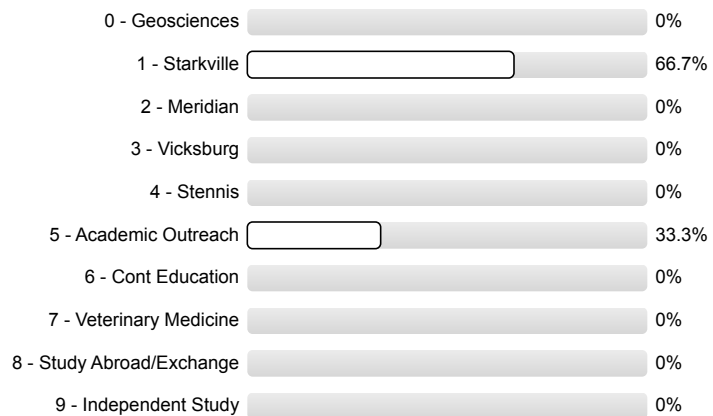 0 - Geosciences 0%
1 - Starkville 66.7%
2 - Meridian 0%
3 - Vicksburg 0%
4 - Stennis 0%
5 - Academic Outreach 33.3%
6 - Cont Education 0%
7 - Veterinary Medicine 0%
8 - Study Abroad/Exchange 0%
9 - Independent Study 0%